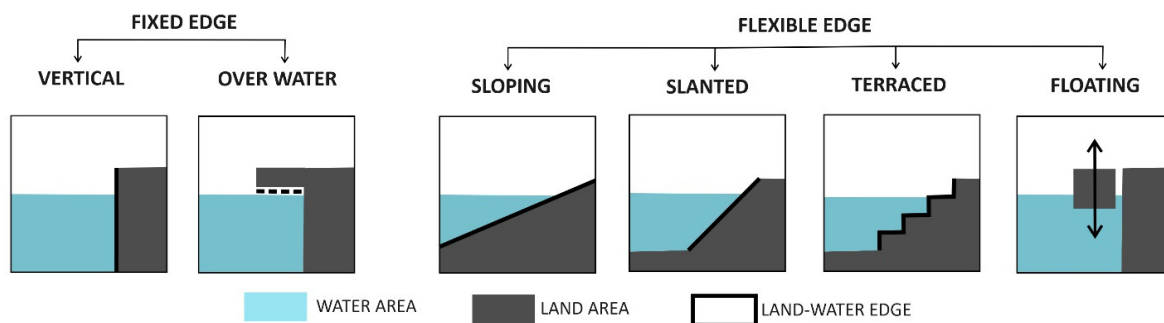 FIXED EDGE
FLEXIBLE EDGE
VERTICAL
OVER WATER
SLOPING
SLANTED
TERRACED
FLOATING
WATER AREA
LAND AREA
LAND-WATER EDGE